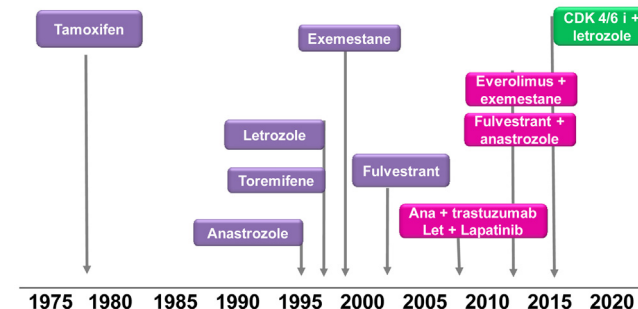 Tamoxifen
Exemestane
CDK 4/6 i +
letrozole
Everolimus +
exemestane
Letrozole
Fulvestrant +
anastrozole
Toremifene
Fulvestrant
Anastrozole
Ana + trastuzumab
Let + Lapatinib
1975 1980 1985 1990 1995 2000 2005 2010 2015 2020